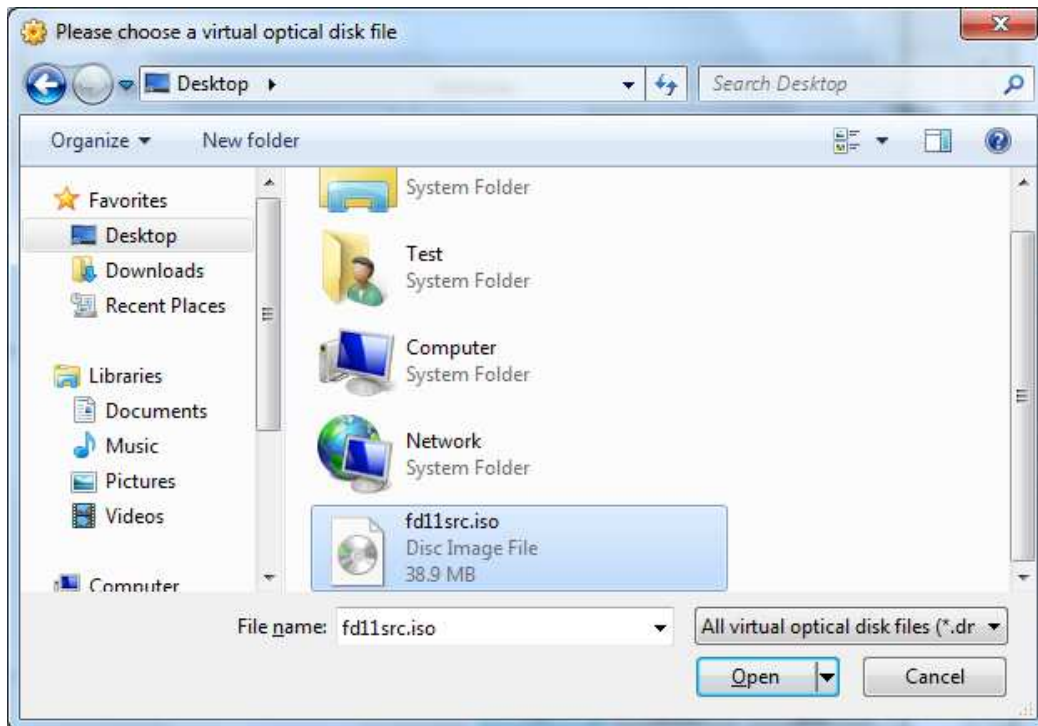 Please choose a virtual optical disk file
Desktop
Search Desktop
Organize
New folder
Favorites
Desktop
Downloads
Recent Places
Libraries
Documents
Music
Pictures
Videos
Computer
System Folder
Test
System Folder
Computer
System Folder
Network
System Folder
fd11src.iso
Disc Image File
38.9 MB
File name: fd11src.iso
All virtual optical disk files (*.dr
Open
Cancel